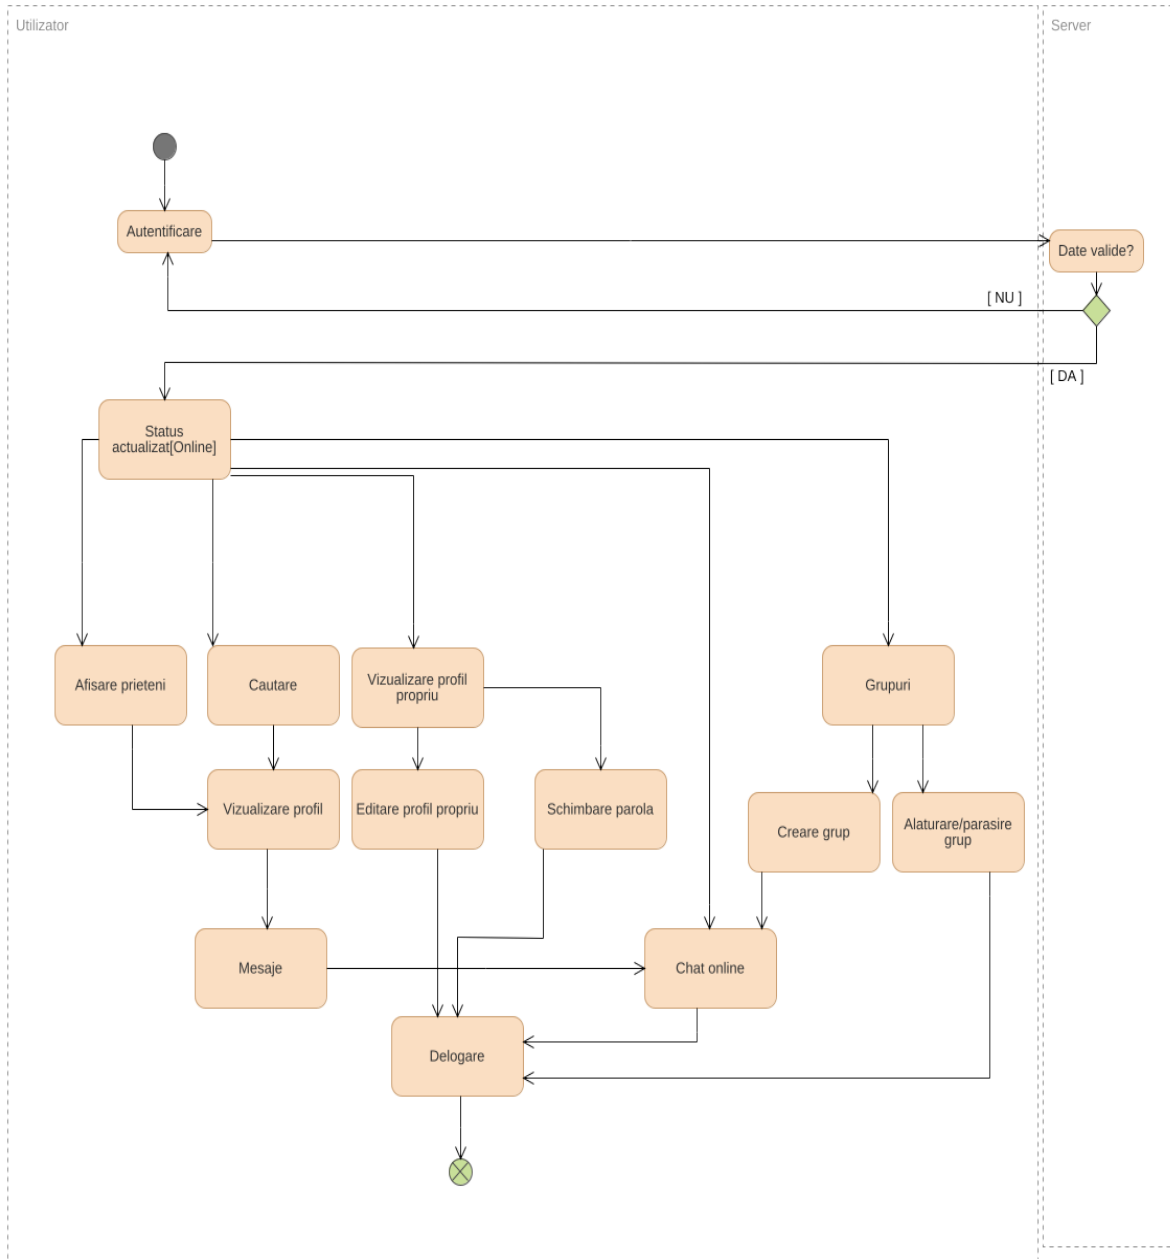 Utilizator
Server
Autentificare
Date valide?
[ NU ]
[ DA ]
Status
actualizat[Online]
Afisare prieteni
Cautare
Vizualizare profil
propriu
Grupuri
Vizualizare profil
Editare profil propriu
Schimbare parola
Creare grup
Alaturare/parasire
grup
Mesaje
Chat online
Delogare